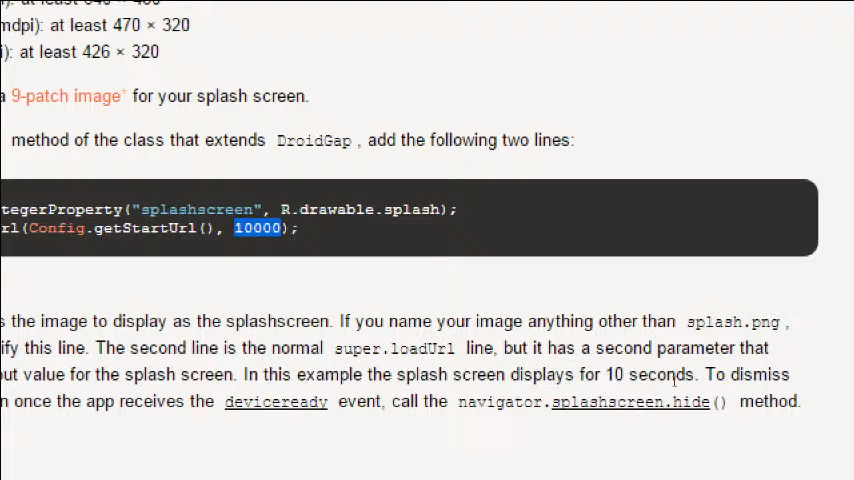 mdpi): at least 470 × 320
i): at least 426 × 320
a 9-patch image for your splash screen.
method of the class that extends DroidGap, add the following two lines:
tegerProperty("splashscreen", R.drawable.splash);
rl(Config.getStartUrl(), 10000);
s the image to display as the splashscreen. If you name your image anything other than splash.png,
ify this line. The second line is the normal super.loadUrl line, but it has a second parameter that
out value for the splash screen. In this example the splash screen displays for 10 seconds. To dismiss
n once the app receives the deviceready event, call the navigator.splashscreen.hide() method.